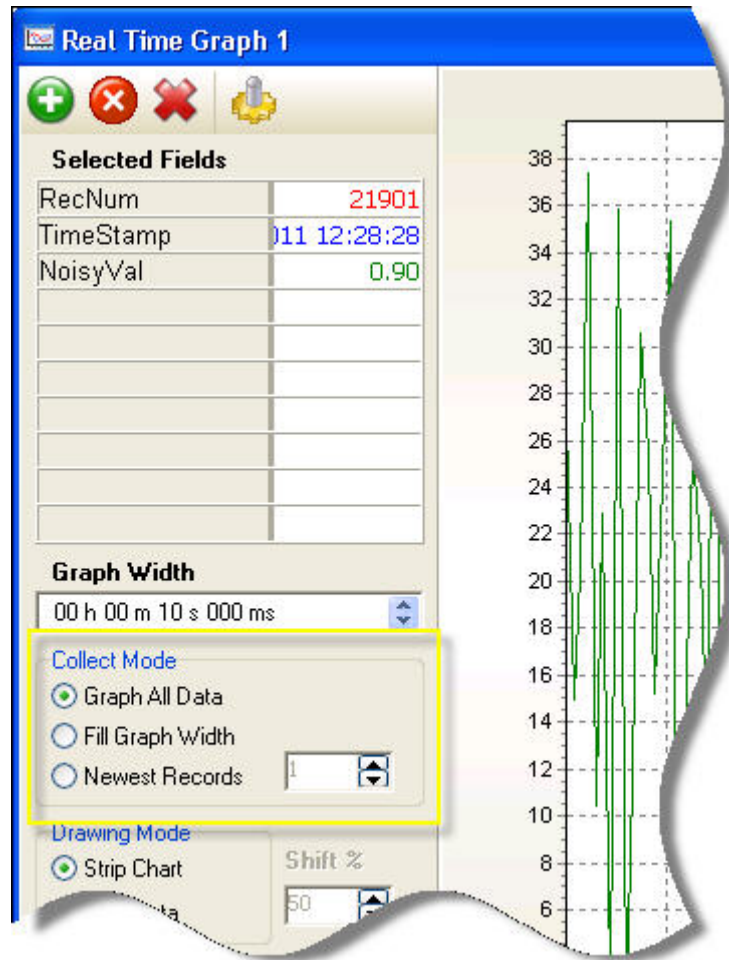 Real Time Graph 1
Selected Fields
RecNum 21901
TimeStamp 011 12:28:28
NoisyVal 0.90
Graph Width
00 h 00 m 10 s 000 ms
Collect Mode
Graph All Data
Fill Graph Width
Newest Records 1
Drawing Mode
Strip Chart
Shift %
50
38
36
34
32
30
28
26
24
22
20
18
16
14
12
10
8
6